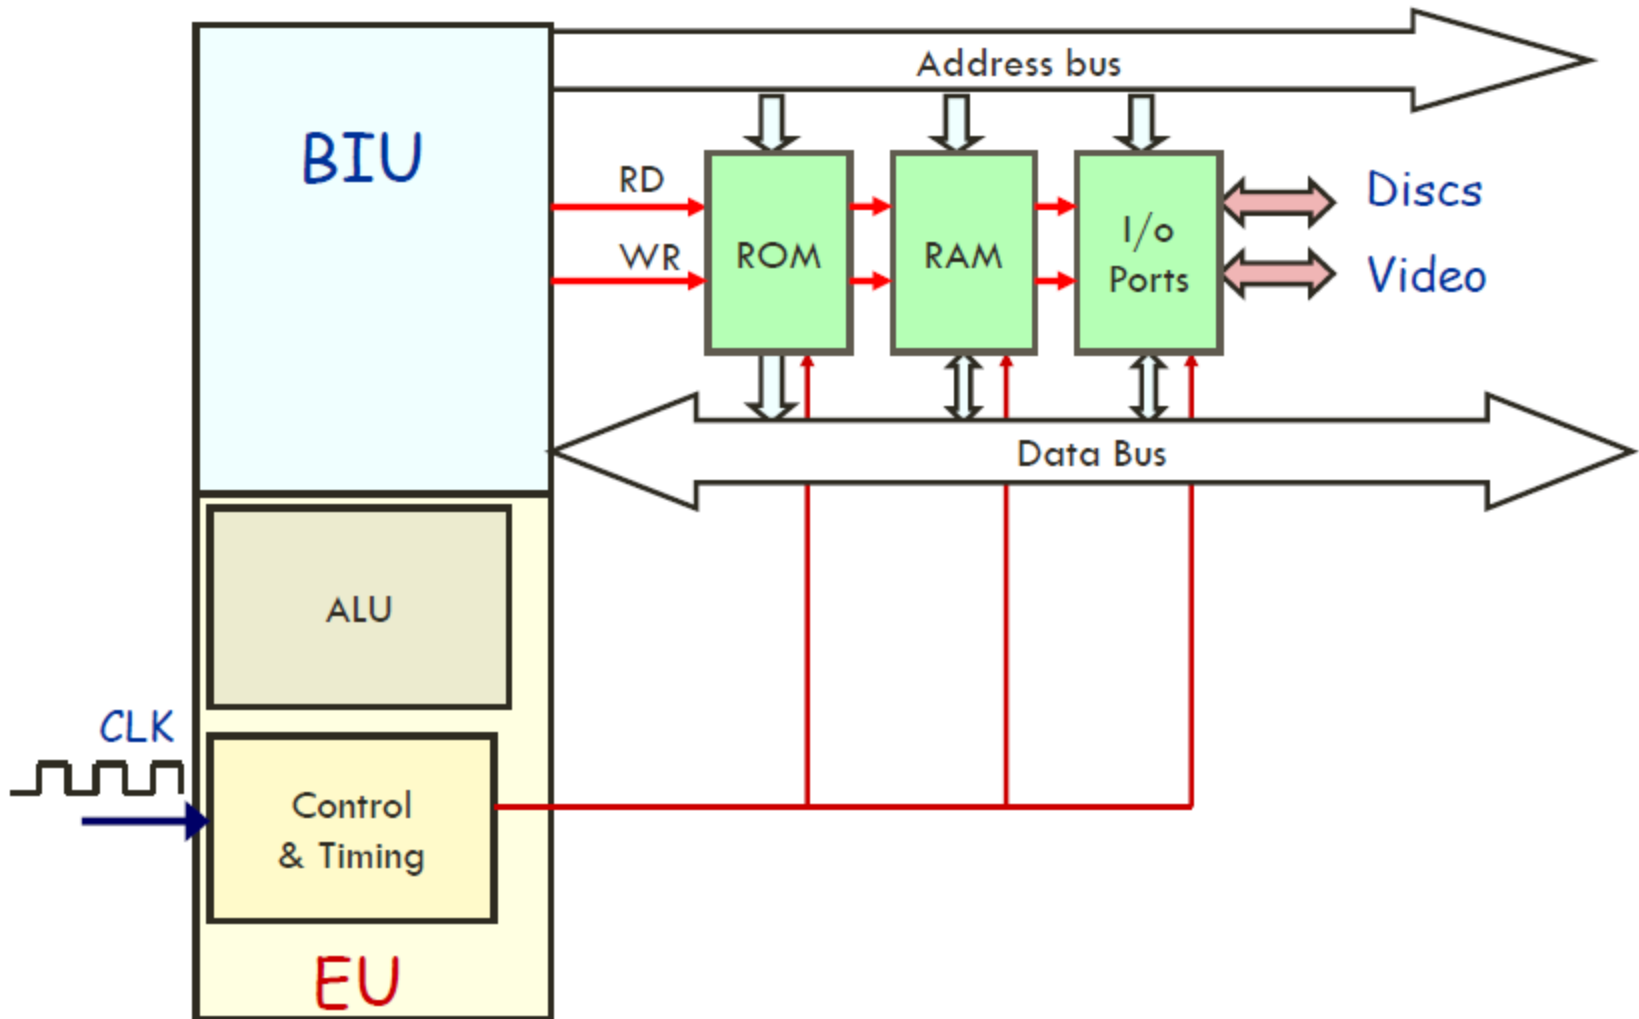 Address bus
BIU
RD
WR
ROM
RAM
I/o
Ports
Discs
Video
Data Bus
ALU
CLK
Control
& Timing
EU